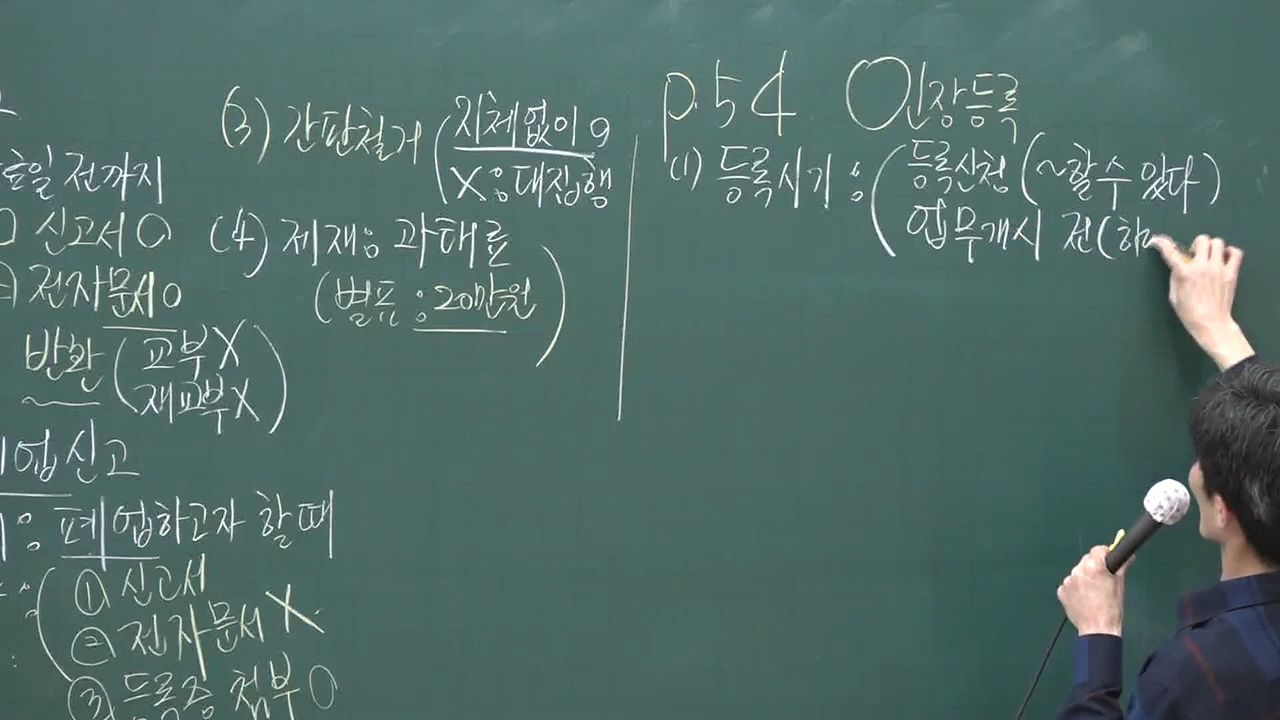 호일 전까지
신고서 O
전자문서 O
반환 (교부 X
재교부 X)
업신고
: 폐업하고자 할 때
① 신고서
② 전자문서 X
③ 등록증 첨부 O
(3) 간판철거 (지체없이 O
X : 대집행
(4) 제재 : 과태료
(별표 : 20만원)
p.54 O 인장등록
(1) 등록시기 : (등록신청 (~할 수 있다)
업무개시 전 (하